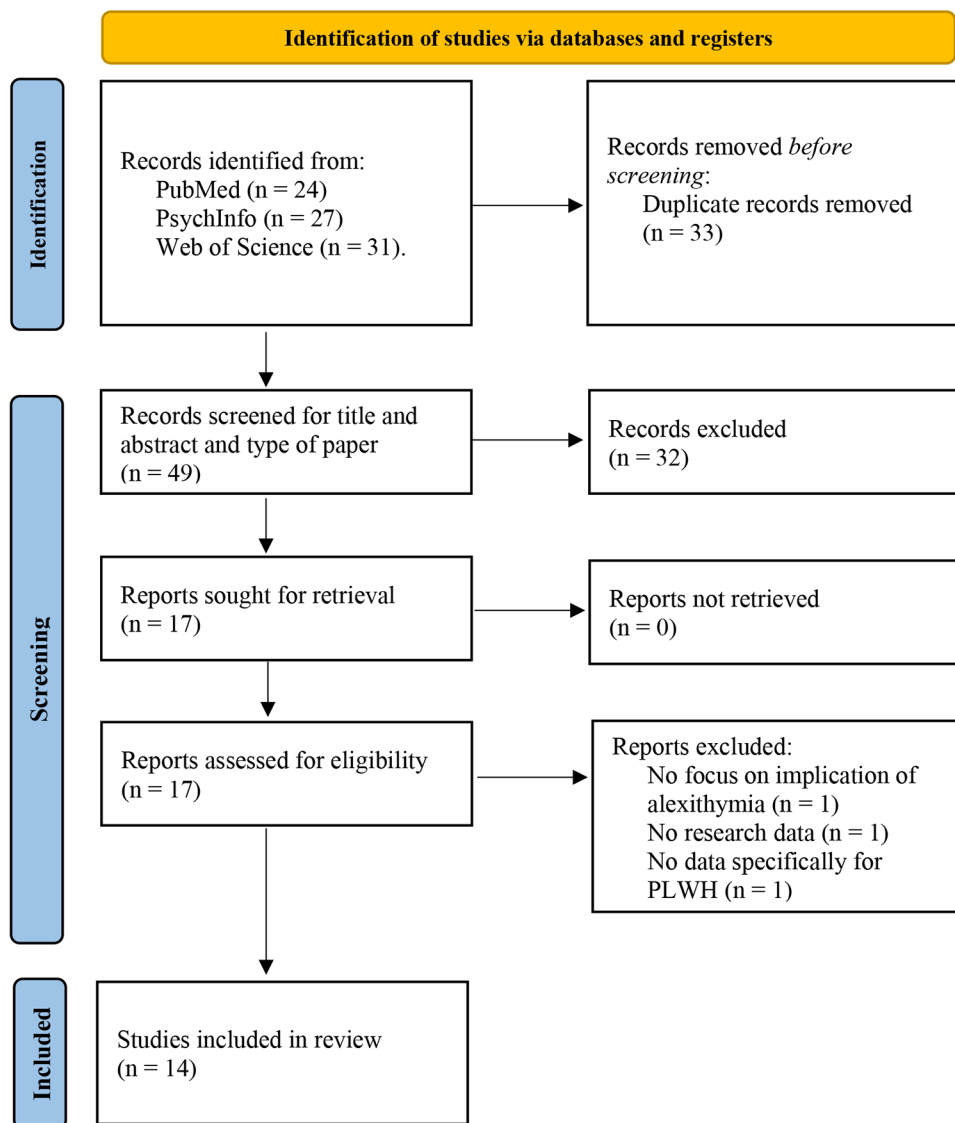 Identification of studies via databases and registers
Identification
Records identified from:
PubMed (n = 24)
PsychInfo (n = 27)
Web of Science (n = 31).
Records removed before
screening:
Duplicate records removed
(n = 33)
Screening
Records screened for title and
abstract and type of paper
(n = 49)
Records excluded
(n = 32)
Reports sought for retrieval
(n = 17)
Reports not retrieved
(n = 0)
Reports assessed for eligibility
(n = 17)
Reports excluded:
No focus on implication of
alexithymia (n = 1)
No research data (n = 1)
No data specifically for
PLWH (n = 1)
Included
Studies included in review
(n = 14)